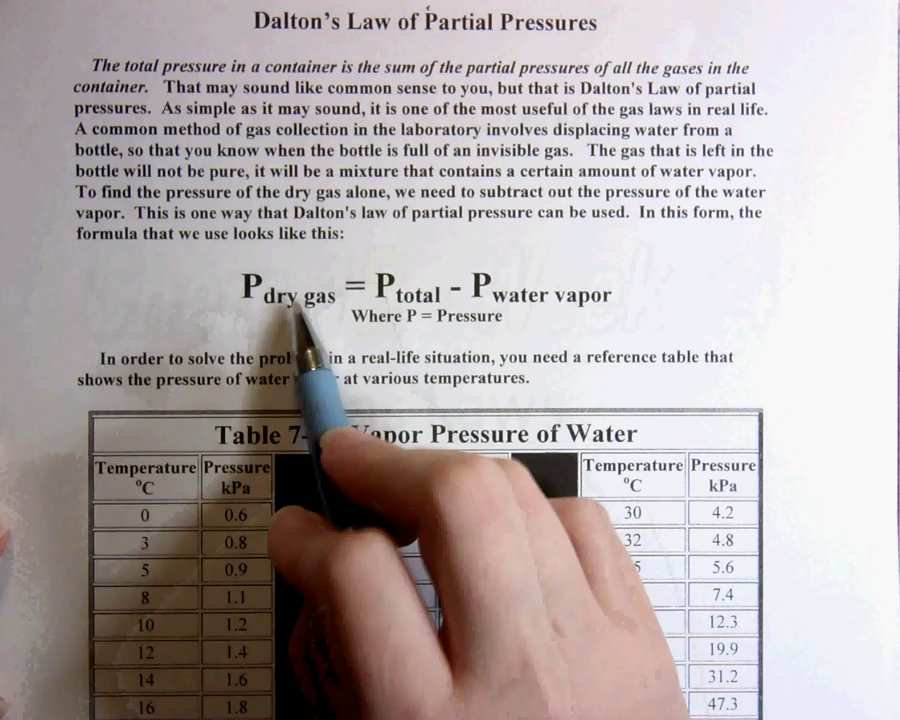 Dalton's Law of Partial Pressures
The total pressure in a container is the sum of the partial pressures of all the gases in the
container. That may sound like common sense to you, but that is Dalton's Law of partial
pressures. As simple as it may sound, it is one of the most useful of the gas laws in real life.
A common method of gas collection in the laboratory involves displacing water from a
bottle, so that you know when the bottle is full of an invisible gas. The gas that is left in the
bottle will not be pure, it will be a mixture that contains a certain amount of water vapor.
To find the pressure of the dry gas alone, we need to subtract out the pressure of the water
vapor. This is one way that Dalton's law of partial pressure can be used. In this form, the
formula that we use looks like this:
P dry gas = P total - P water vapor
Where P = Pressure
In order to solve the in a real-life situation, you need a reference table that
shows the pressure of water at various temperatures.
Table 7- Vapor Pressure of Water
Temperature °C Pressure kPa Temperature °C Pressure kPa
0 0.6 30 4.2
3 0.8 32 4.8
5 0.9 5.6
8 1.1 7.4
10 1.2 12.3
12 1.4 19.9
14 1.6 31.2
16 1.8 47.3